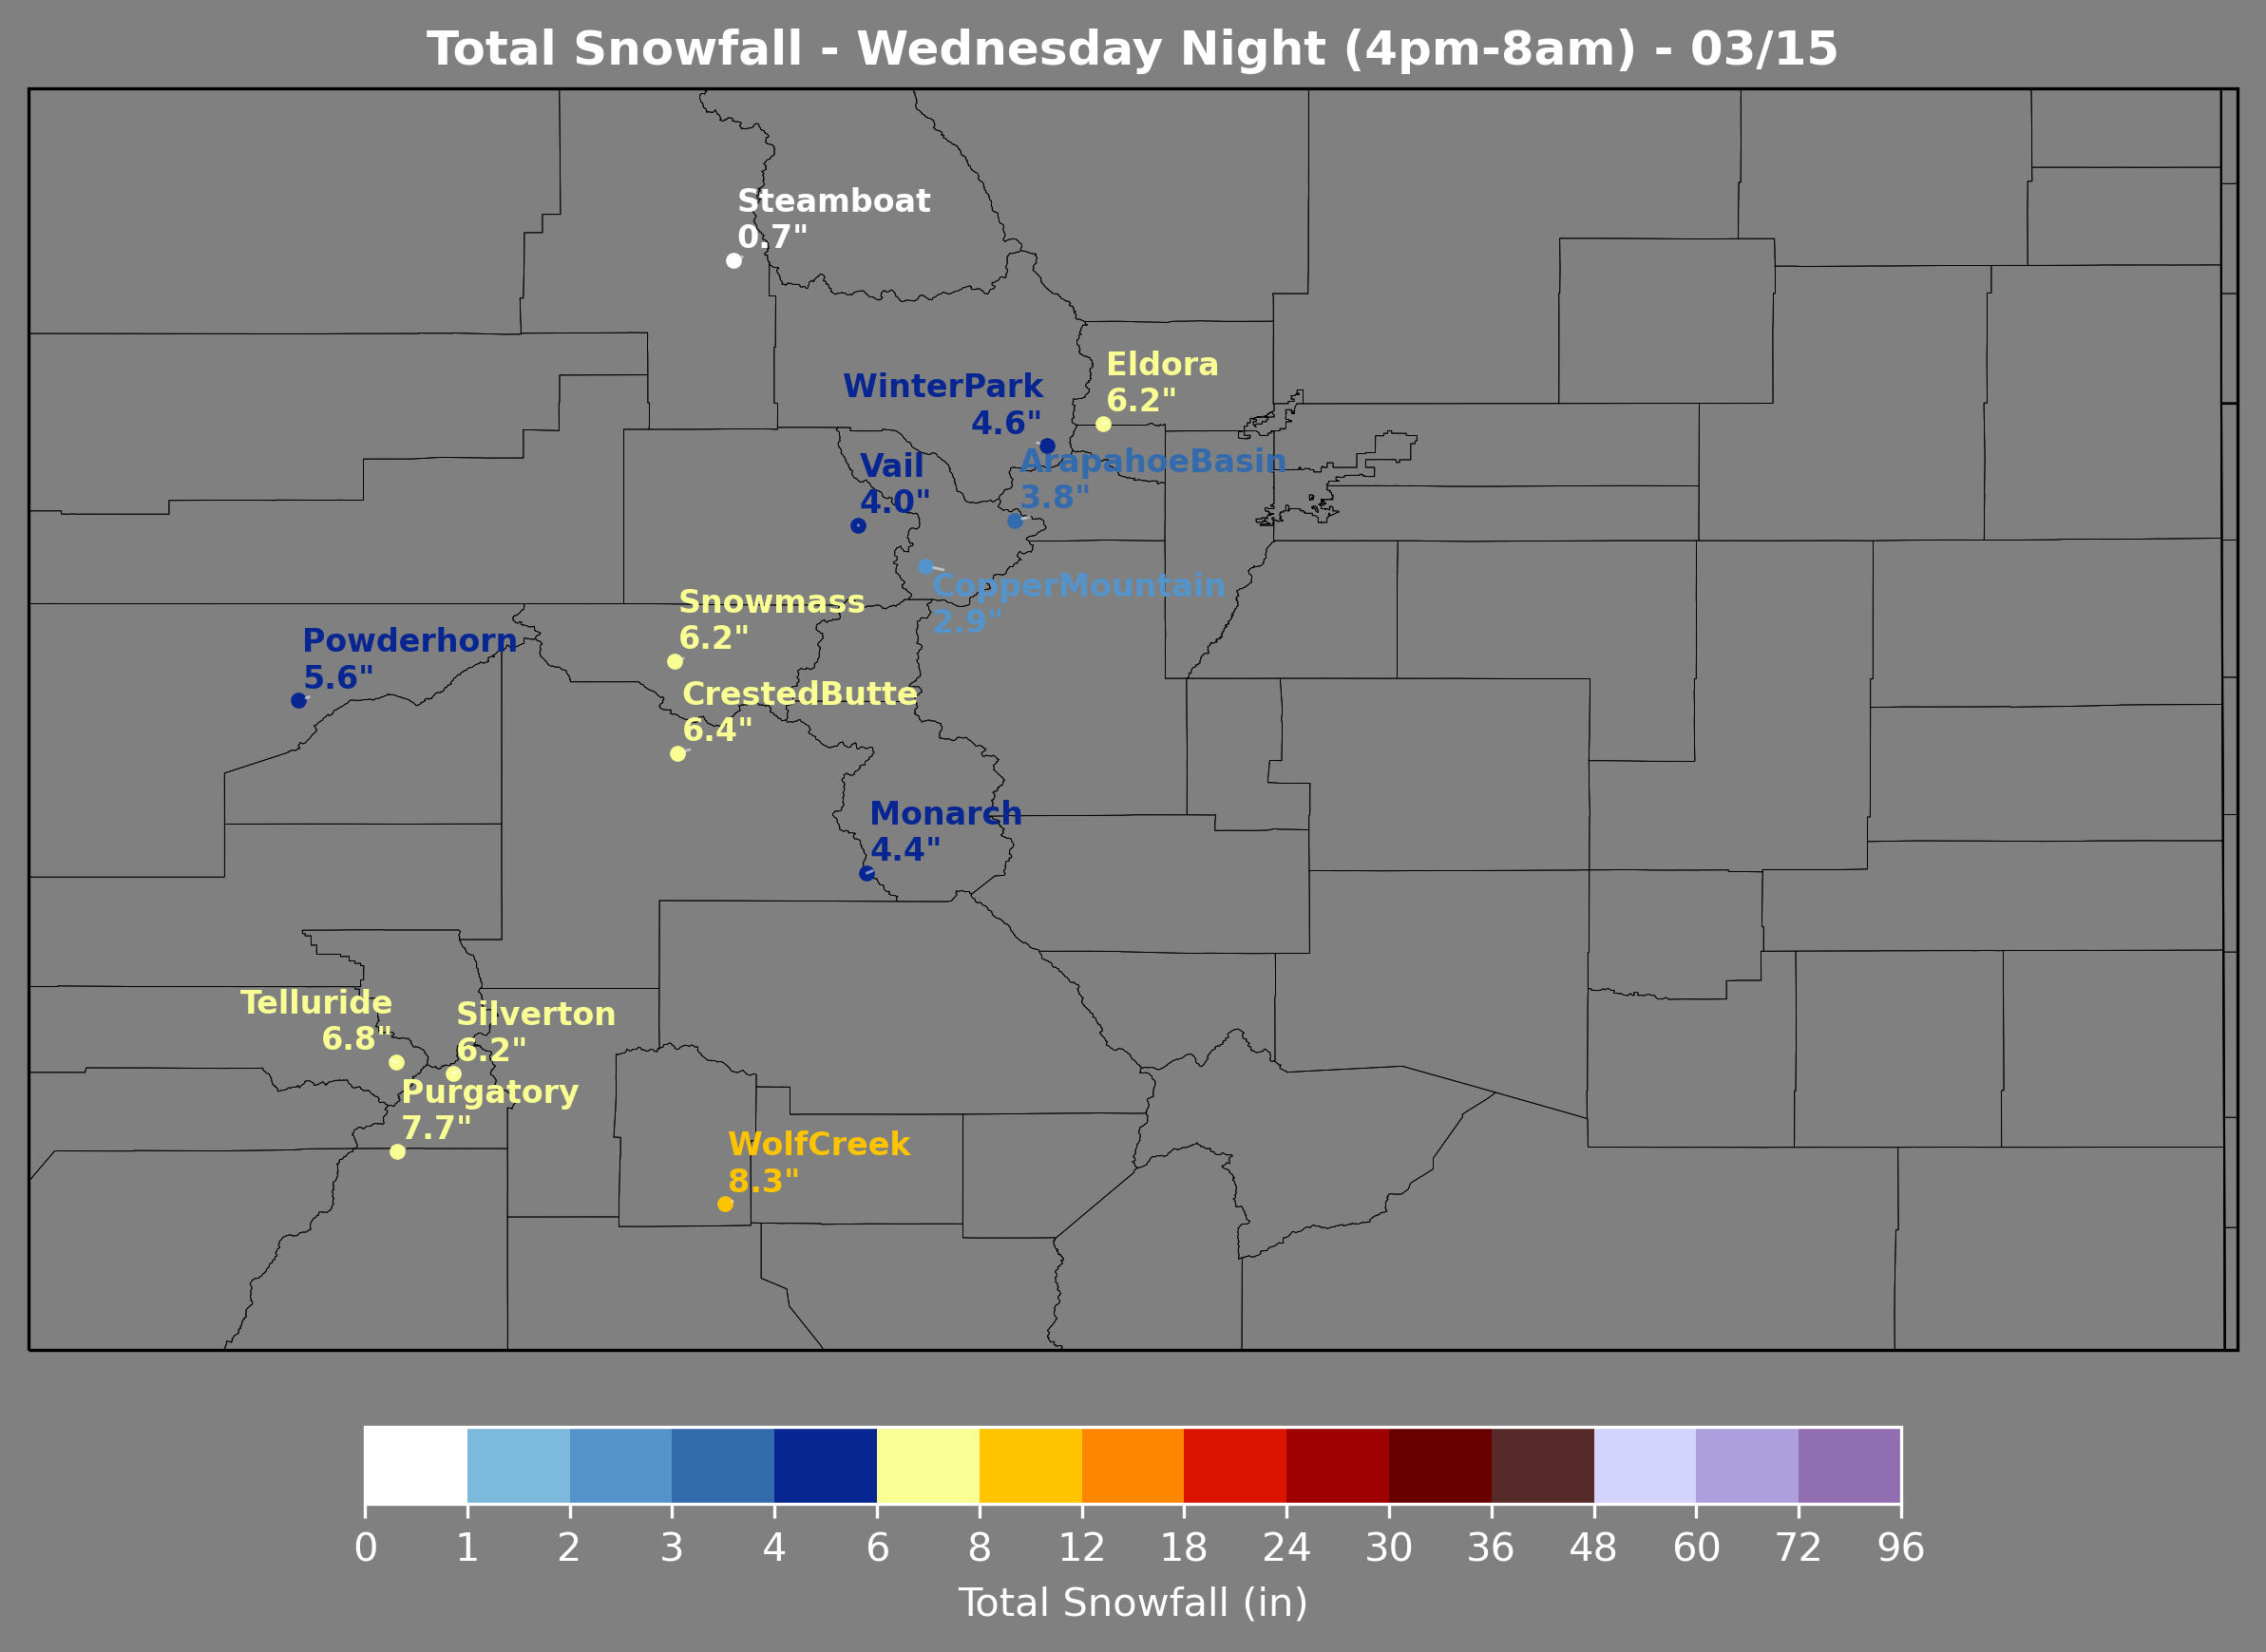 Total Snowfall - Wednesday Night (4pm-8am) - 03/15
Steamboat
0.7"
Eldora
6.2"
WinterPark
4.6"
ArapahoeBasin
3.8"
Vail
4.0"
CopperMountain
2.9"
Snowmass
6.2"
Powderhorn
5.6"
CrestedButte
6.4"
Monarch
4.4"
Telluride
6.8"
Silverton
6.2"
Purgatory
7.7"
WolfCreek
8.3"
0 1 2 3 4 6 8 12 18 24 30 36 48 60 72 96
Total Snowfall (in)